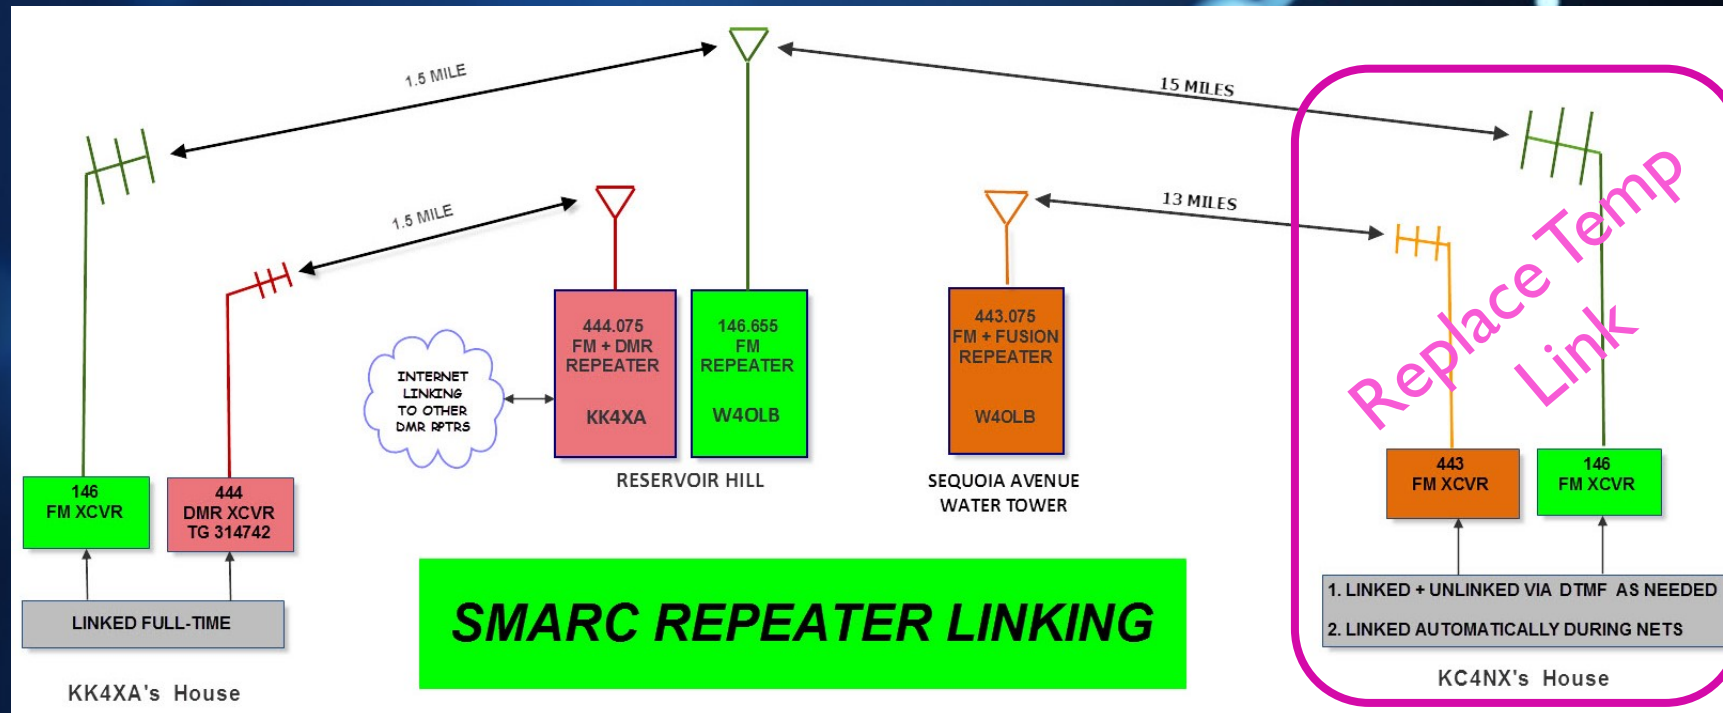 1.5 MILE
15 MILES
1.5 MILE
13 MILES
Replace Temp
Link
INTERNET
LINKING
TO OTHER
DMR RPTRS
444.075
FM + DMR
REPEATER
KK4XA
146.655
FM
REPEATER
W4OLB
RESERVOIR HILL
443.075
FM + FUSION
REPEATER
W4OLB
SEQUOIA AVENUE
WATER TOWER
146
FM XCVR
444
DMR XCVR
TG 314742
LINKED FULL-TIME
KK4XA's House
SMARC REPEATER LINKING
443
FM XCVR
146
FM XCVR
1. LINKED + UNLINKED VIA DTMF AS NEEDED
2. LINKED AUTOMATICALLY DURING NETS
KC4NX's House